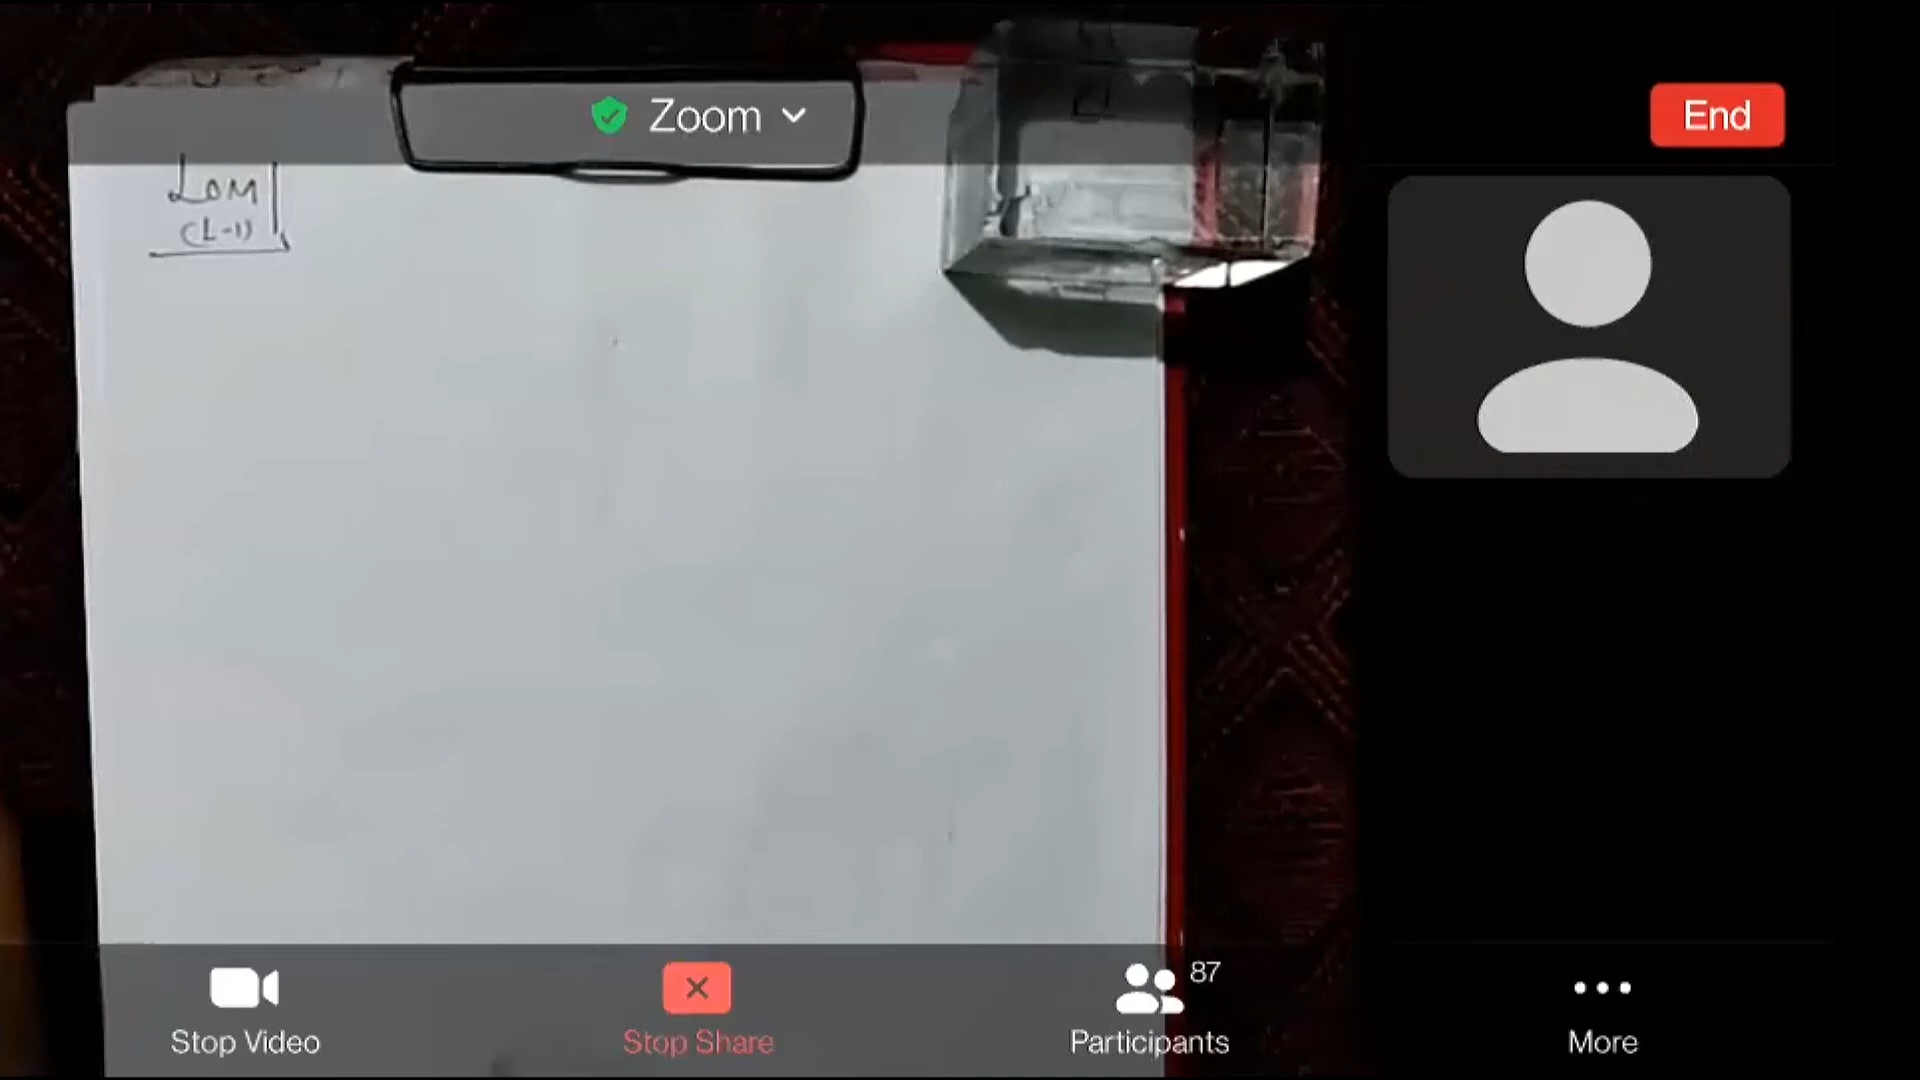 Zoom
End
LOM
(L-1)
87
Stop Video
Stop Share
Participants
More